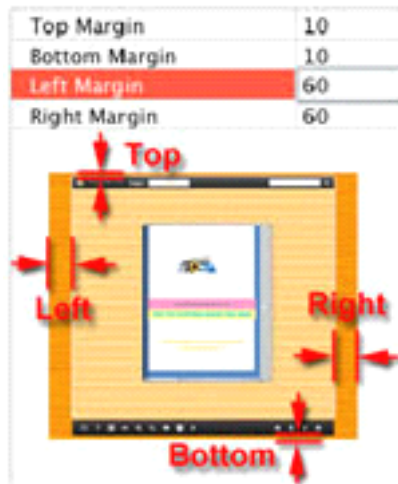 Top Margin 10
Bottom Margin 10
Left Margin 60
Right Margin 60
Top
Left
Right
Bottom